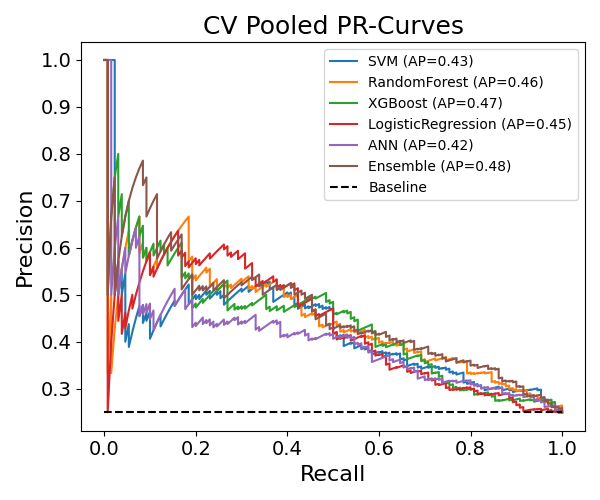 CV Pooled PR-Curves
SVM (AP=0.43)
RandomForest (AP=0.46)
XGBoost (AP=0.47)
LogisticRegression (AP=0.45)
ANN (AP=0.42)
Ensemble (AP=0.48)
Baseline
Precision
1.0
0.9
0.8
0.7
0.6
0.5
0.4
0.3
0.0 0.2 0.4 0.6 0.8 1.0
Recall